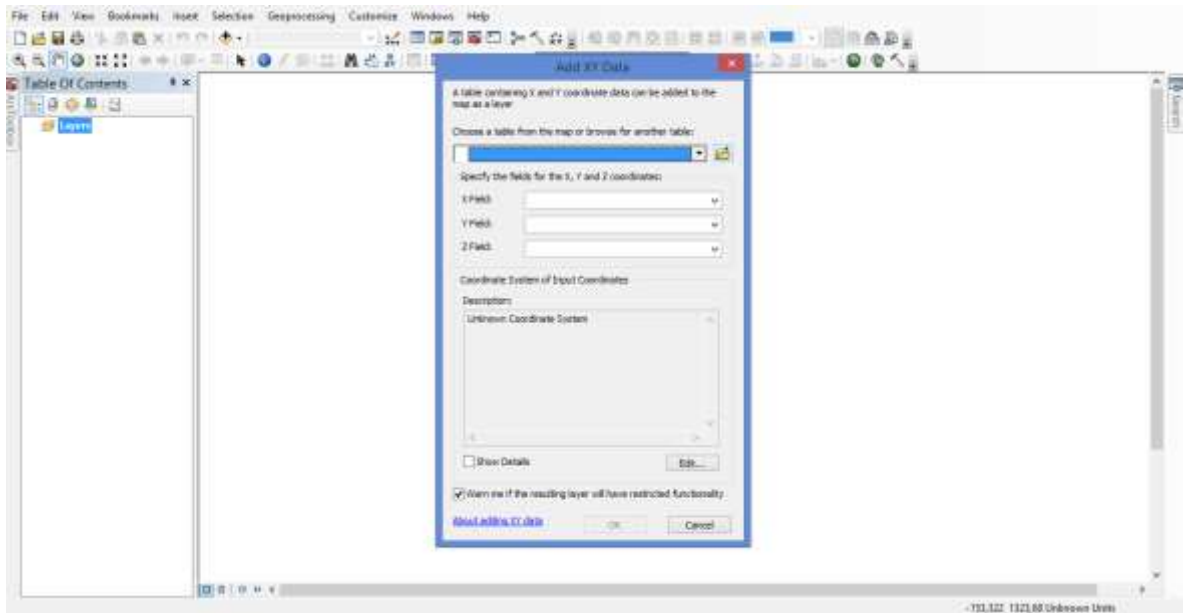 File Edit View Bookmarks Insert Selection Geoprocessing Customize Windows Help
Table Of Contents
Layers
ArcToolbox
Search
Add XY Data
A table containing X and Y coordinate data can be added to the
map as a layer
Choose a table from the map or browse for another table:
Specify the fields for the X, Y and Z coordinates:
X Field:
Y Field:
Z Field:
Coordinate System of Input Coordinates
Description:
Unknown Coordinate System
Show Details
Edit...
Warn me if the resulting layer will have restricted functionality
About adding XY data
OK
Cancel
Unknown Units